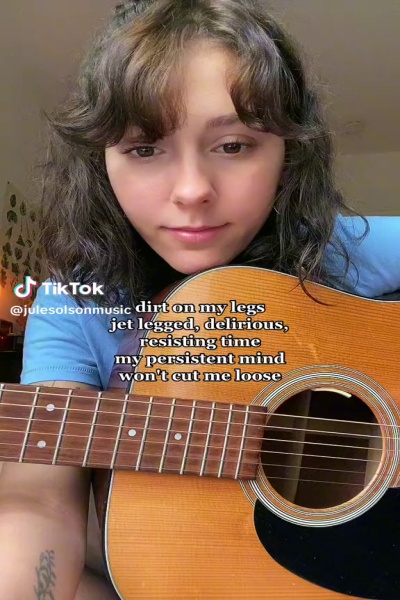 TikTok
@julesolsonmusic
dirt on my legs
jet legged, delirious,
resisting time
my persistent mind
won't cut me loose